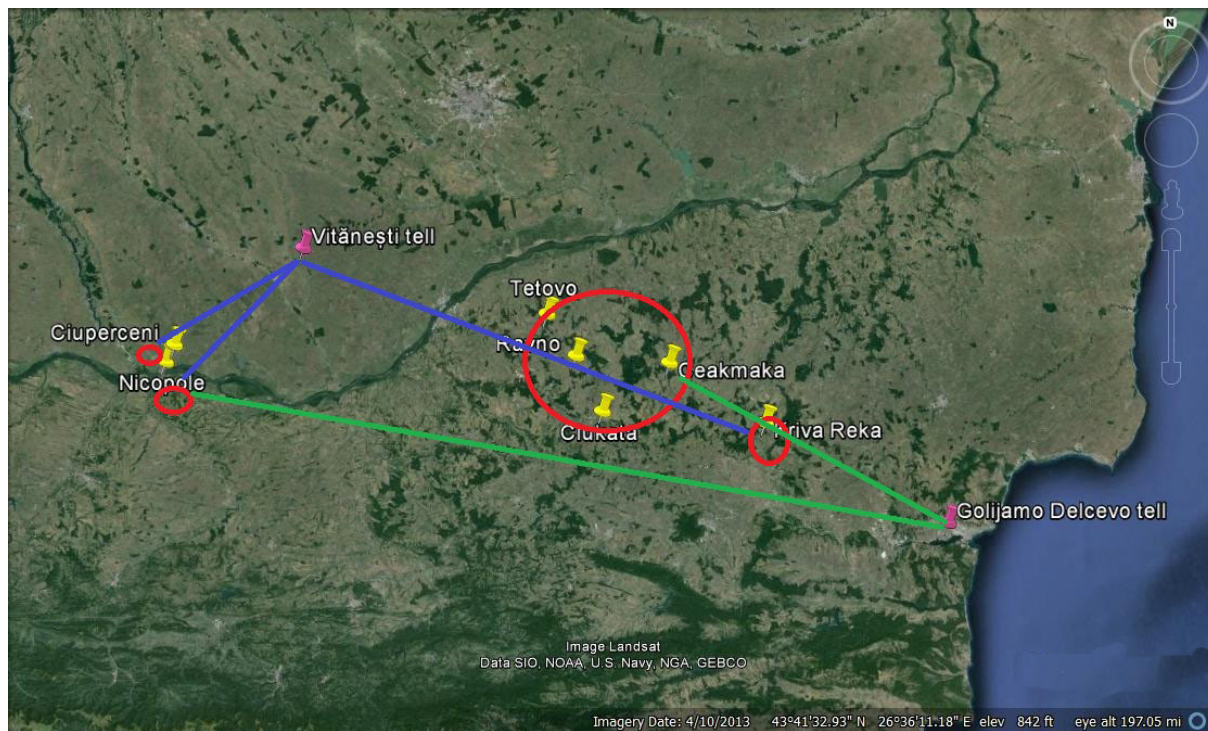 N
Vitănești tell
Tetovo
Ciuperceni
Ravno
Ceakmaka
Nicopole
Ciukata
Kriva Reka
Golijamo Delcevo tell
Image Landsat
Data SIO, NOAA, U.S. Navy, NGA, GEBCO
Imagery Date: 4/10/2013 43°41'32.93" N 26°36'11.18" E elev 842 ft eye alt 197.05 mi